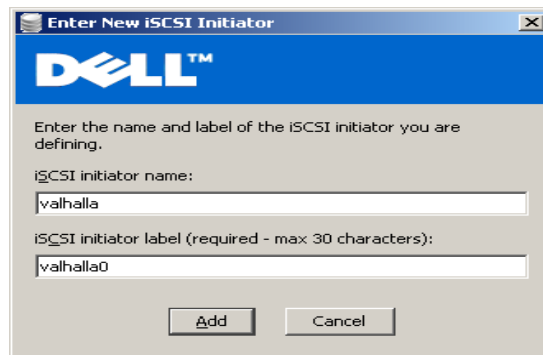 Enter New iSCSI Initiator
DELL™
Enter the name and label of the iSCSI initiator you are
defining.
iSCSI initiator name:
valhalla
iSCSI initiator label (required - max 30 characters):
valhalla0
Add
Cancel